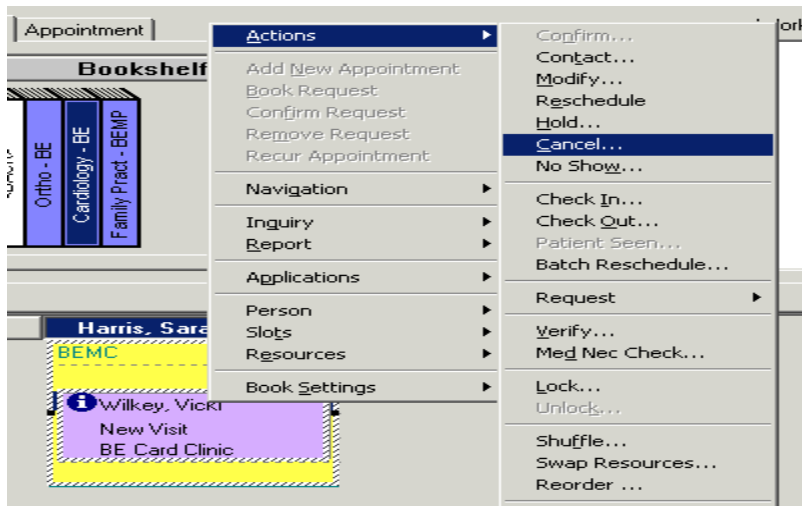 Appointment
Bookshelf
Ortho - BE
Cardiology - BE
Family Pract - BEMP
Harris, Sara
BEMC
Wilkey, Vicki
New Visit
BE Card Clinic
Actions
Add New Appointment
Book Request
Confirm Request
Remove Request
Recur Appointment
Navigation
Inquiry
Report
Applications
Person
Slots
Resources
Book Settings
Confirm...
Contact...
Modify...
Reschedule
Hold...
Cancel...
No Show...
Check In...
Check Out...
Patient Seen...
Batch Reschedule...
Request
Verify...
Med Nec Check...
Lock...
Unlock...
Shuffle...
Swap Resources...
Reorder ...